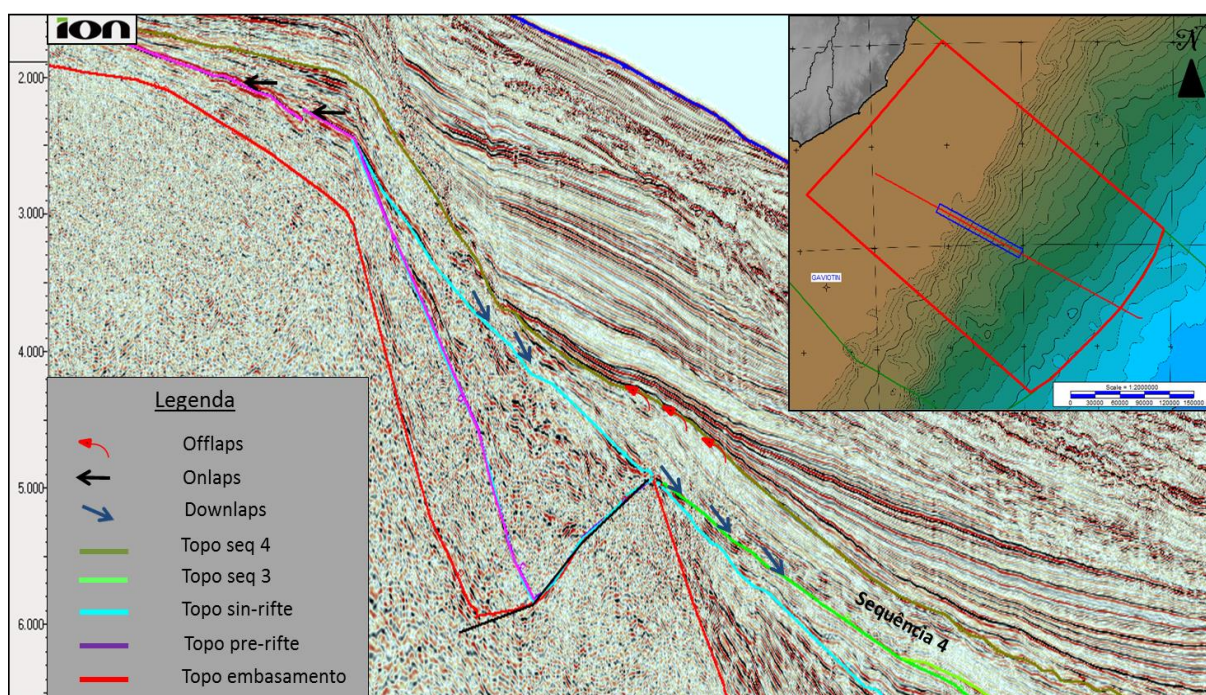 ion
2.000
3.000
4.000
5.000
6.000
Legenda
Offlaps
Onlaps
Downlaps
Topo seq 4
Topo seq 3
Topo sin-rifte
Topo pre-rifte
Topo embasamento
Sequência 4
N
GAVIOTIN
Scale = 1:2000000
0 30000 60000 90000 120000 150000